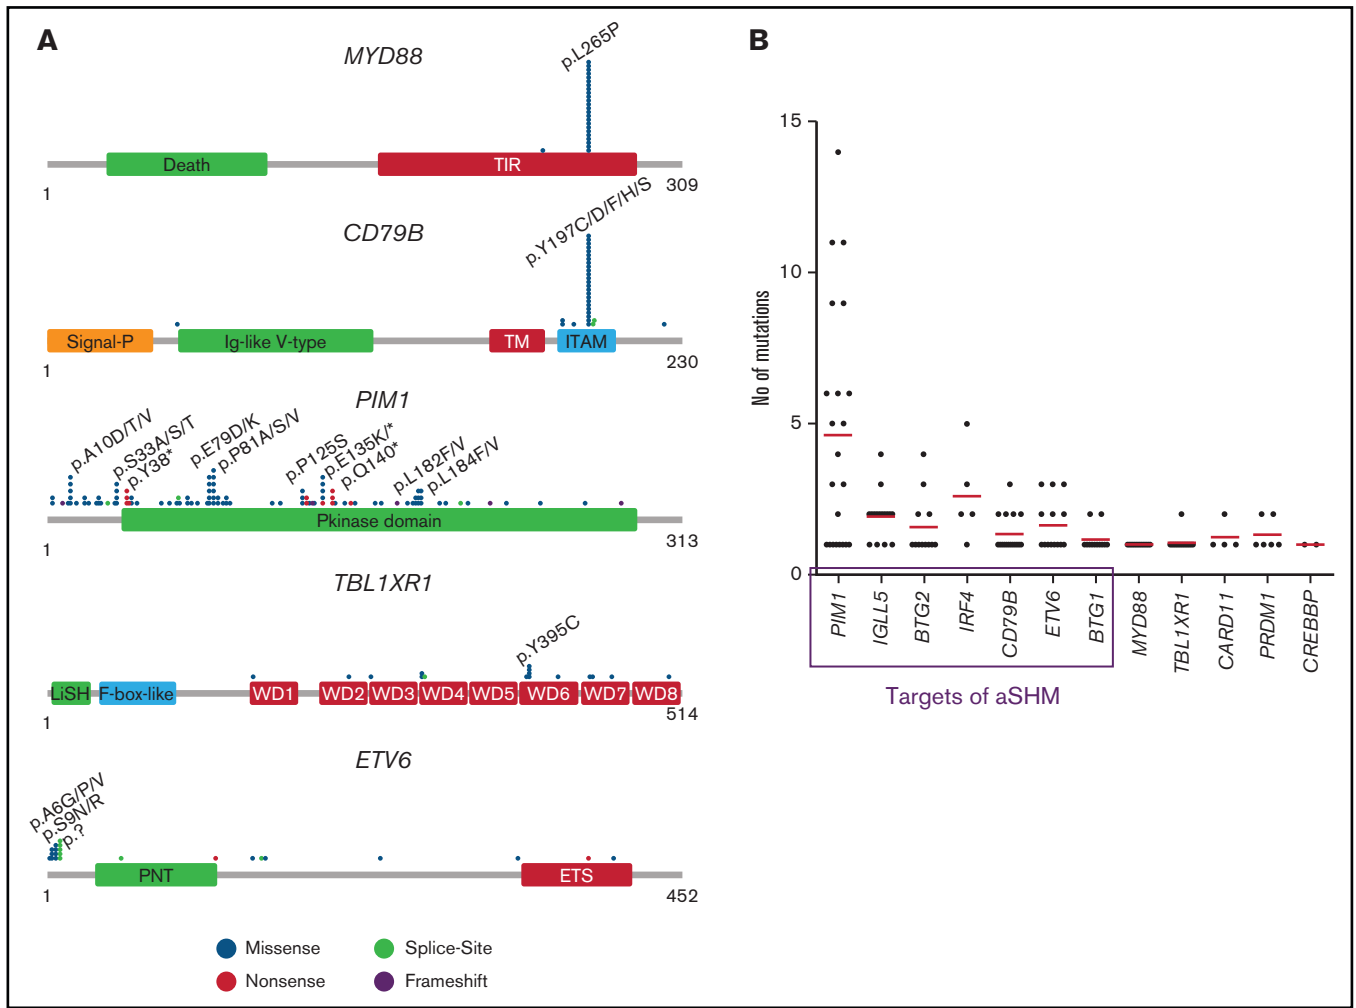 A
MYD88
p.L265P
Death
TIR
1
309
CD79B
p.Y197C/D/F/H/S
Signal-P
Ig-like V-type
TM
ITAM
1
230
PIM1
p.A10D/T/V
p.S33A/S/T
p.Y38*
p.E79D/K
p.P81A/S/V
p.P125S
p.E135K/*
p.Q140*
p.L182F/V
p.L184F/V
Pkinase domain
1
313
TBL1XR1
p.Y395C
LiSH
F-box-like
WD1
WD2
WD3
WD4
WD5
WD6
WD7
WD8
1
514
ETV6
p.A6G/P/V
p.S9N/R
p.?
PNT
ETS
1
452
Missense
Splice-Site
Nonsense
Frameshift
B
No of mutations
15
10
5
0
PIM1
IGLL5
BTG2
IRF4
CD79B
ETV6
BTG1
MYD88
TBL1XR1
CARD11
PRDM1
CREBBP
Targets of aSHM